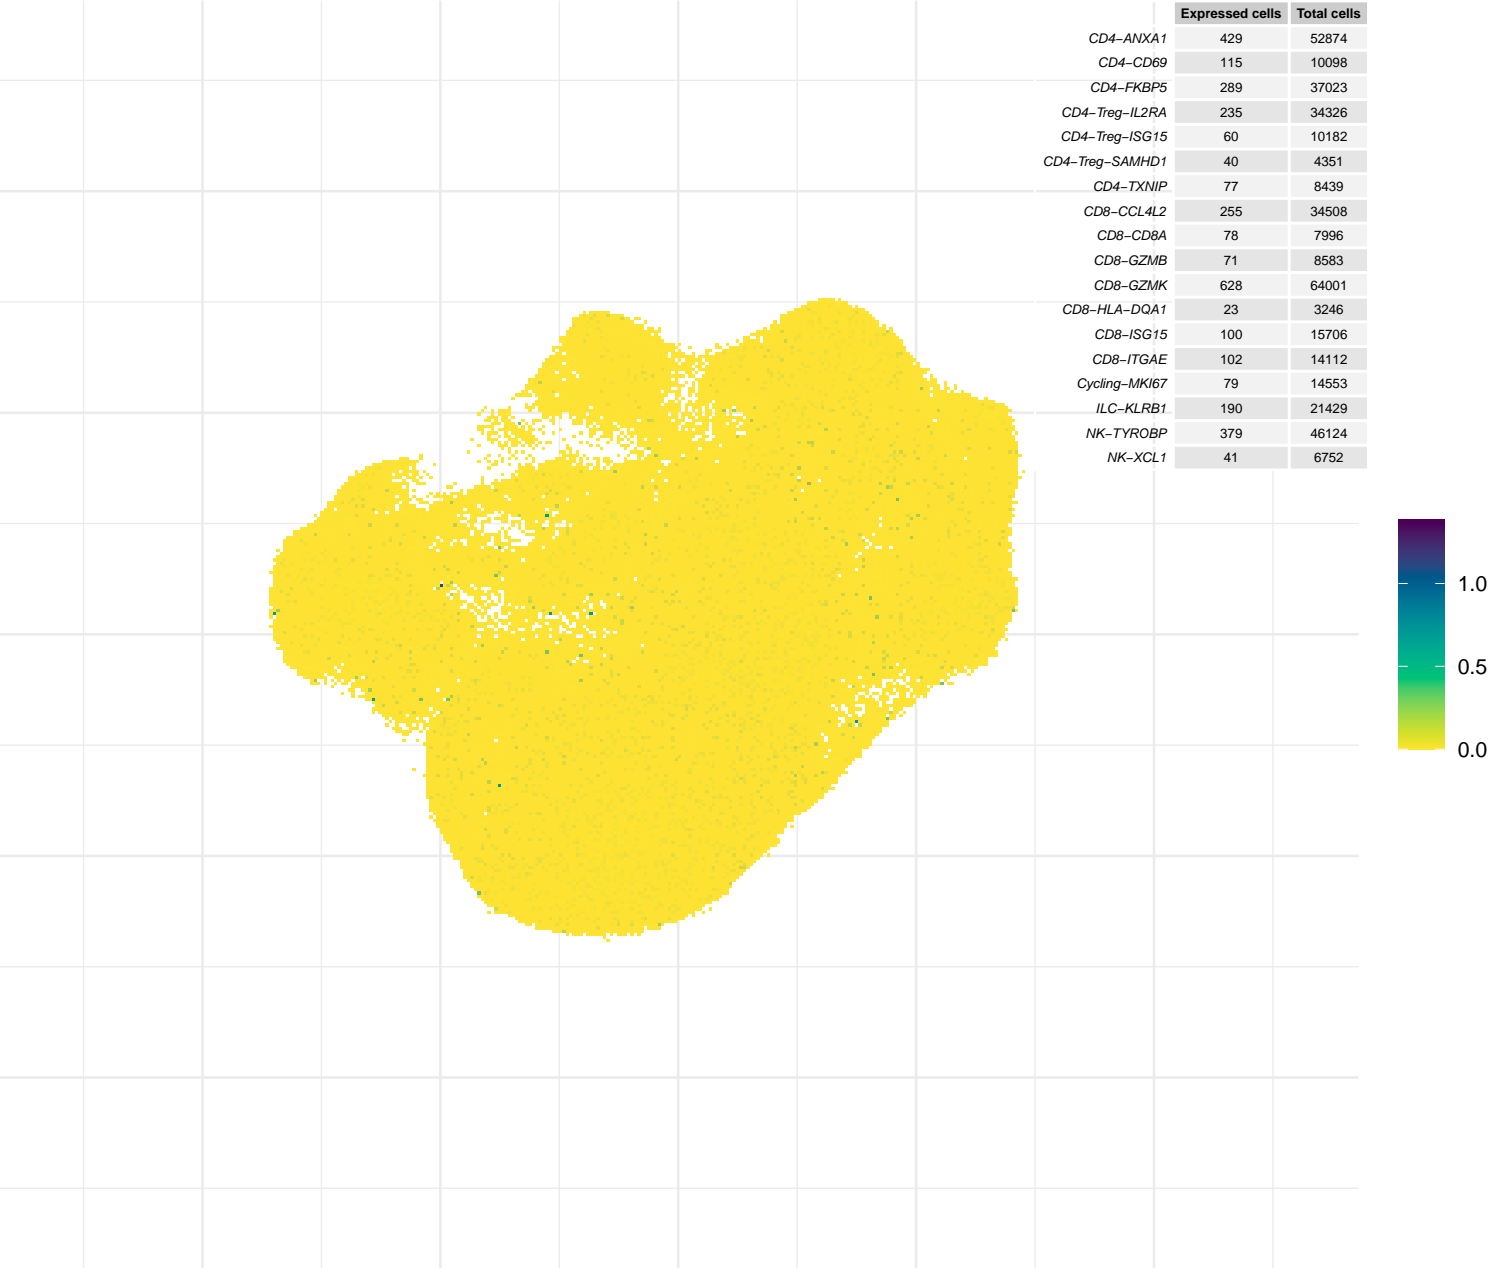 Expressed cells Total cells
CD4−ANXA1 429 52874
CD4−CD69 115 10098
CD4−FKBP5 289 37023
CD4−Treg−IL2RA 235 34326
CD4−Treg−ISG15 60 10182
CD4−Treg−SAMHD1 40 4351
CD4−TXNIP 77 8439
CD8−CCL4L2 255 34508
CD8−CD8A 78 7996
CD8−GZMB 71 8583
CD8−GZMK 628 64001
CD8−HLA−DQA1 23 3246
CD8−ISG15 100 15706
CD8−ITGAE 102 14112
Cycling−MKI67 79 14553
ILC−KLRB1 190 21429
NK−TYROBP 379 46124
NK−XCL1 41 6752
1.0
0.5
0.0